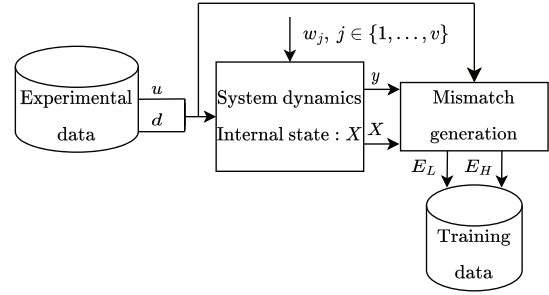 w_j, j ∈ {1, . . . , v}
u
y
Experimental
data
d
System dynamics
Internal state : X
X
Mismatch
generation
E_L
E_H
Training
data